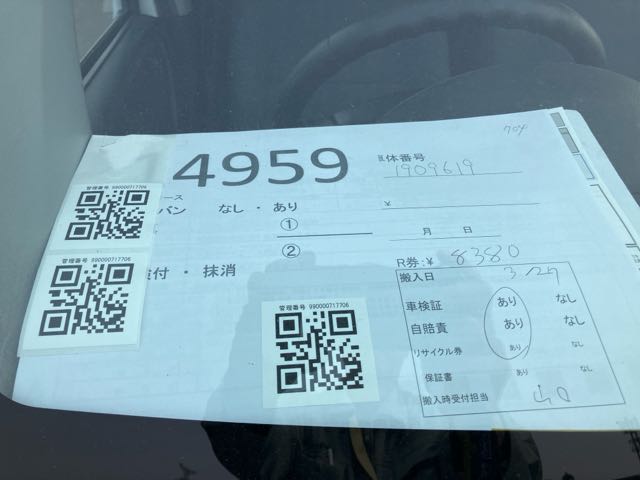 704
4959
体番号 1909619
管理番号 990000717706
ース
バン なし・あり ① ¥
② 月 日
管理番号 990000717706
付・抹消
R券:¥ 8380
搬入日 3/27
管理番号 990000717706
車検証 あり なし
自賠責 あり なし
リサイクル券 あり なし
保証書 あり なし
搬入時受付担当 山口